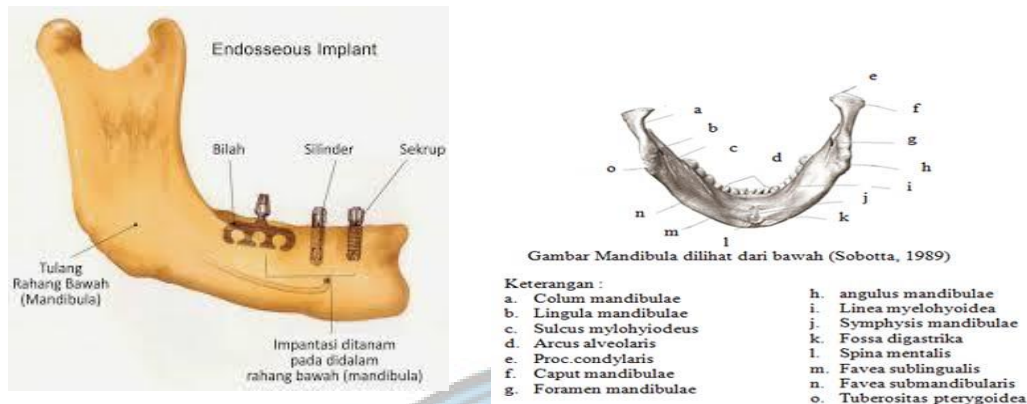 Endosseous Implant
Bilah
Silinder
Sekrup
Tulang
Rahang Bawah
(Mandibula)
Impantasi ditanam
pada didalam
rahang bawah (mandibula)
e
a
f
b
c
d
g
o
h
i
n
j
m
k
l
Gambar Mandibula dilihat dari bawah (Sobotta, 1989)
Keterangan :
a. Colum mandibulae
b. Lingula mandibulae
c. Sulcus mylohyiodeus
d. Arcus alveolaris
e. Proc.condylaris
f. Caput mandibulae
g. Foramen mandibulae
h. angulus mandibulae
i. Linea myelohyoidea
j. Symphysis mandibulae
k. Fossa digastrika
l. Spina mentalis
m. Favea sublingualis
n. Favea submandibularis
o. Tuberositas pterygoidea